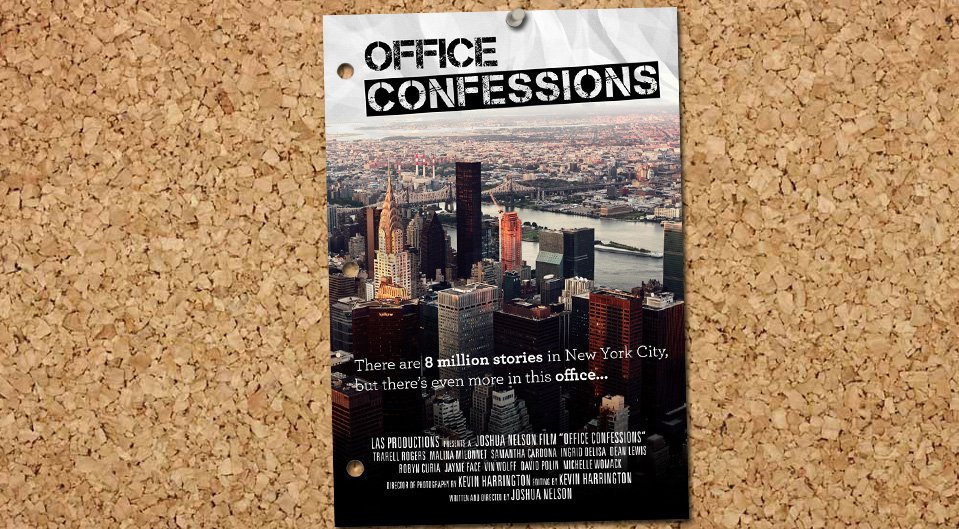 OFFICE
CONFESSIONS
There are 8 million stories in New York City,
but there's even more in this office...
LAS PRODUCTIONS PRESENTS A JOSHUA NELSON FILM "OFFICE CONFESSIONS"
TRARELL ROGERS MALINA MILONNET SAMANTHA CARDONA INGRID DELISA DEAN LEWIS
ROBYN CURIA JAYNE FACE VIN WOLFF DAVID POLIN MICHELLE WOMACK
DIRECTOR OF PHOTOGRAPHY BY KEVIN HARRINGTON EDITING BY KEVIN HARRINGTON
WRITTEN AND DIRECTED BY JOSHUA NELSON